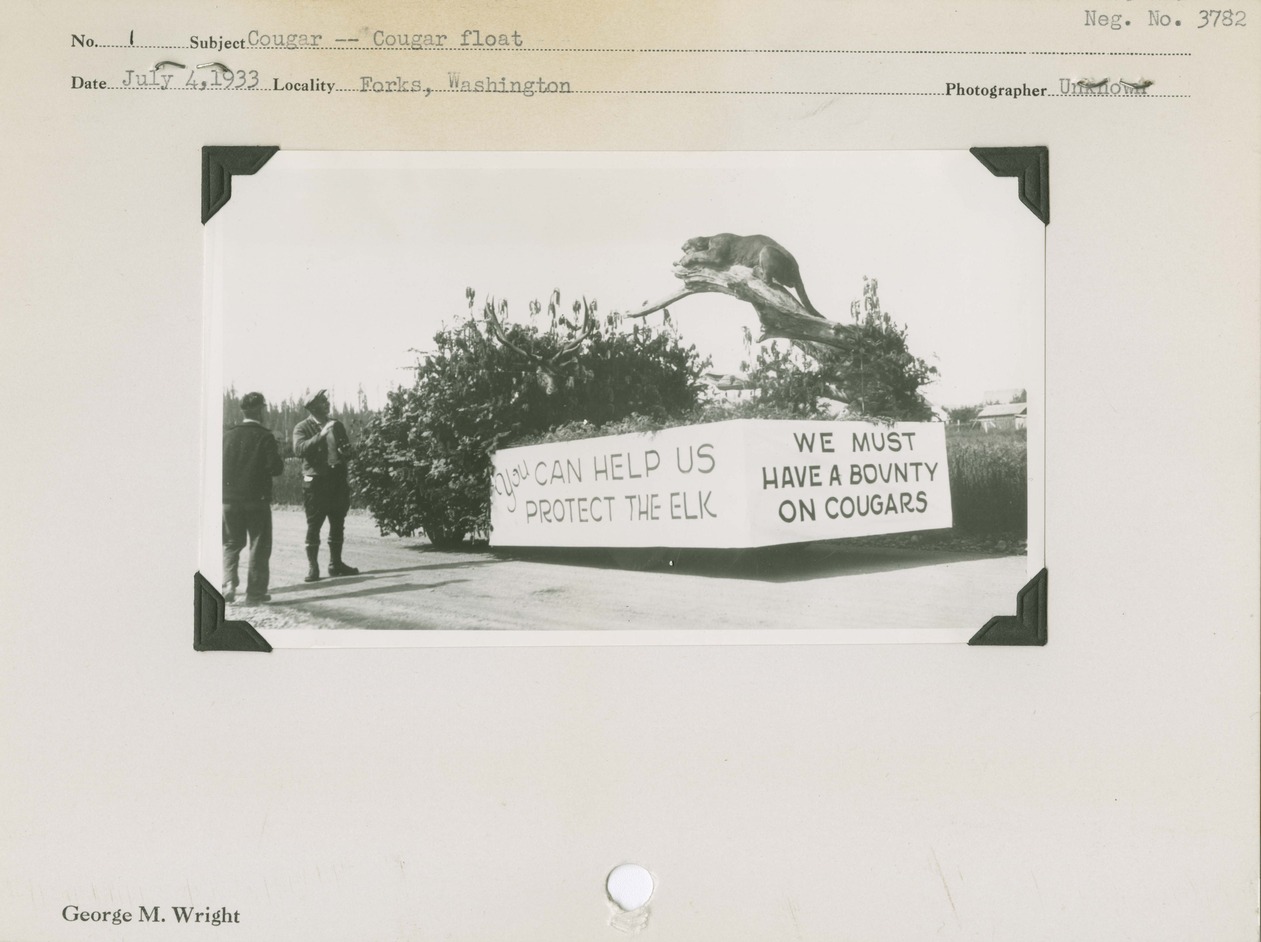 Neg. No. 3782
No. 1 Subject Cougar -- Cougar float
Date July 4, 1933 Locality Forks, Washington Photographer Unknown
You CAN HELP US
PROTECT THE ELK
WE MUST
HAVE A BOUNTY
ON COUGARS
George M. Wright